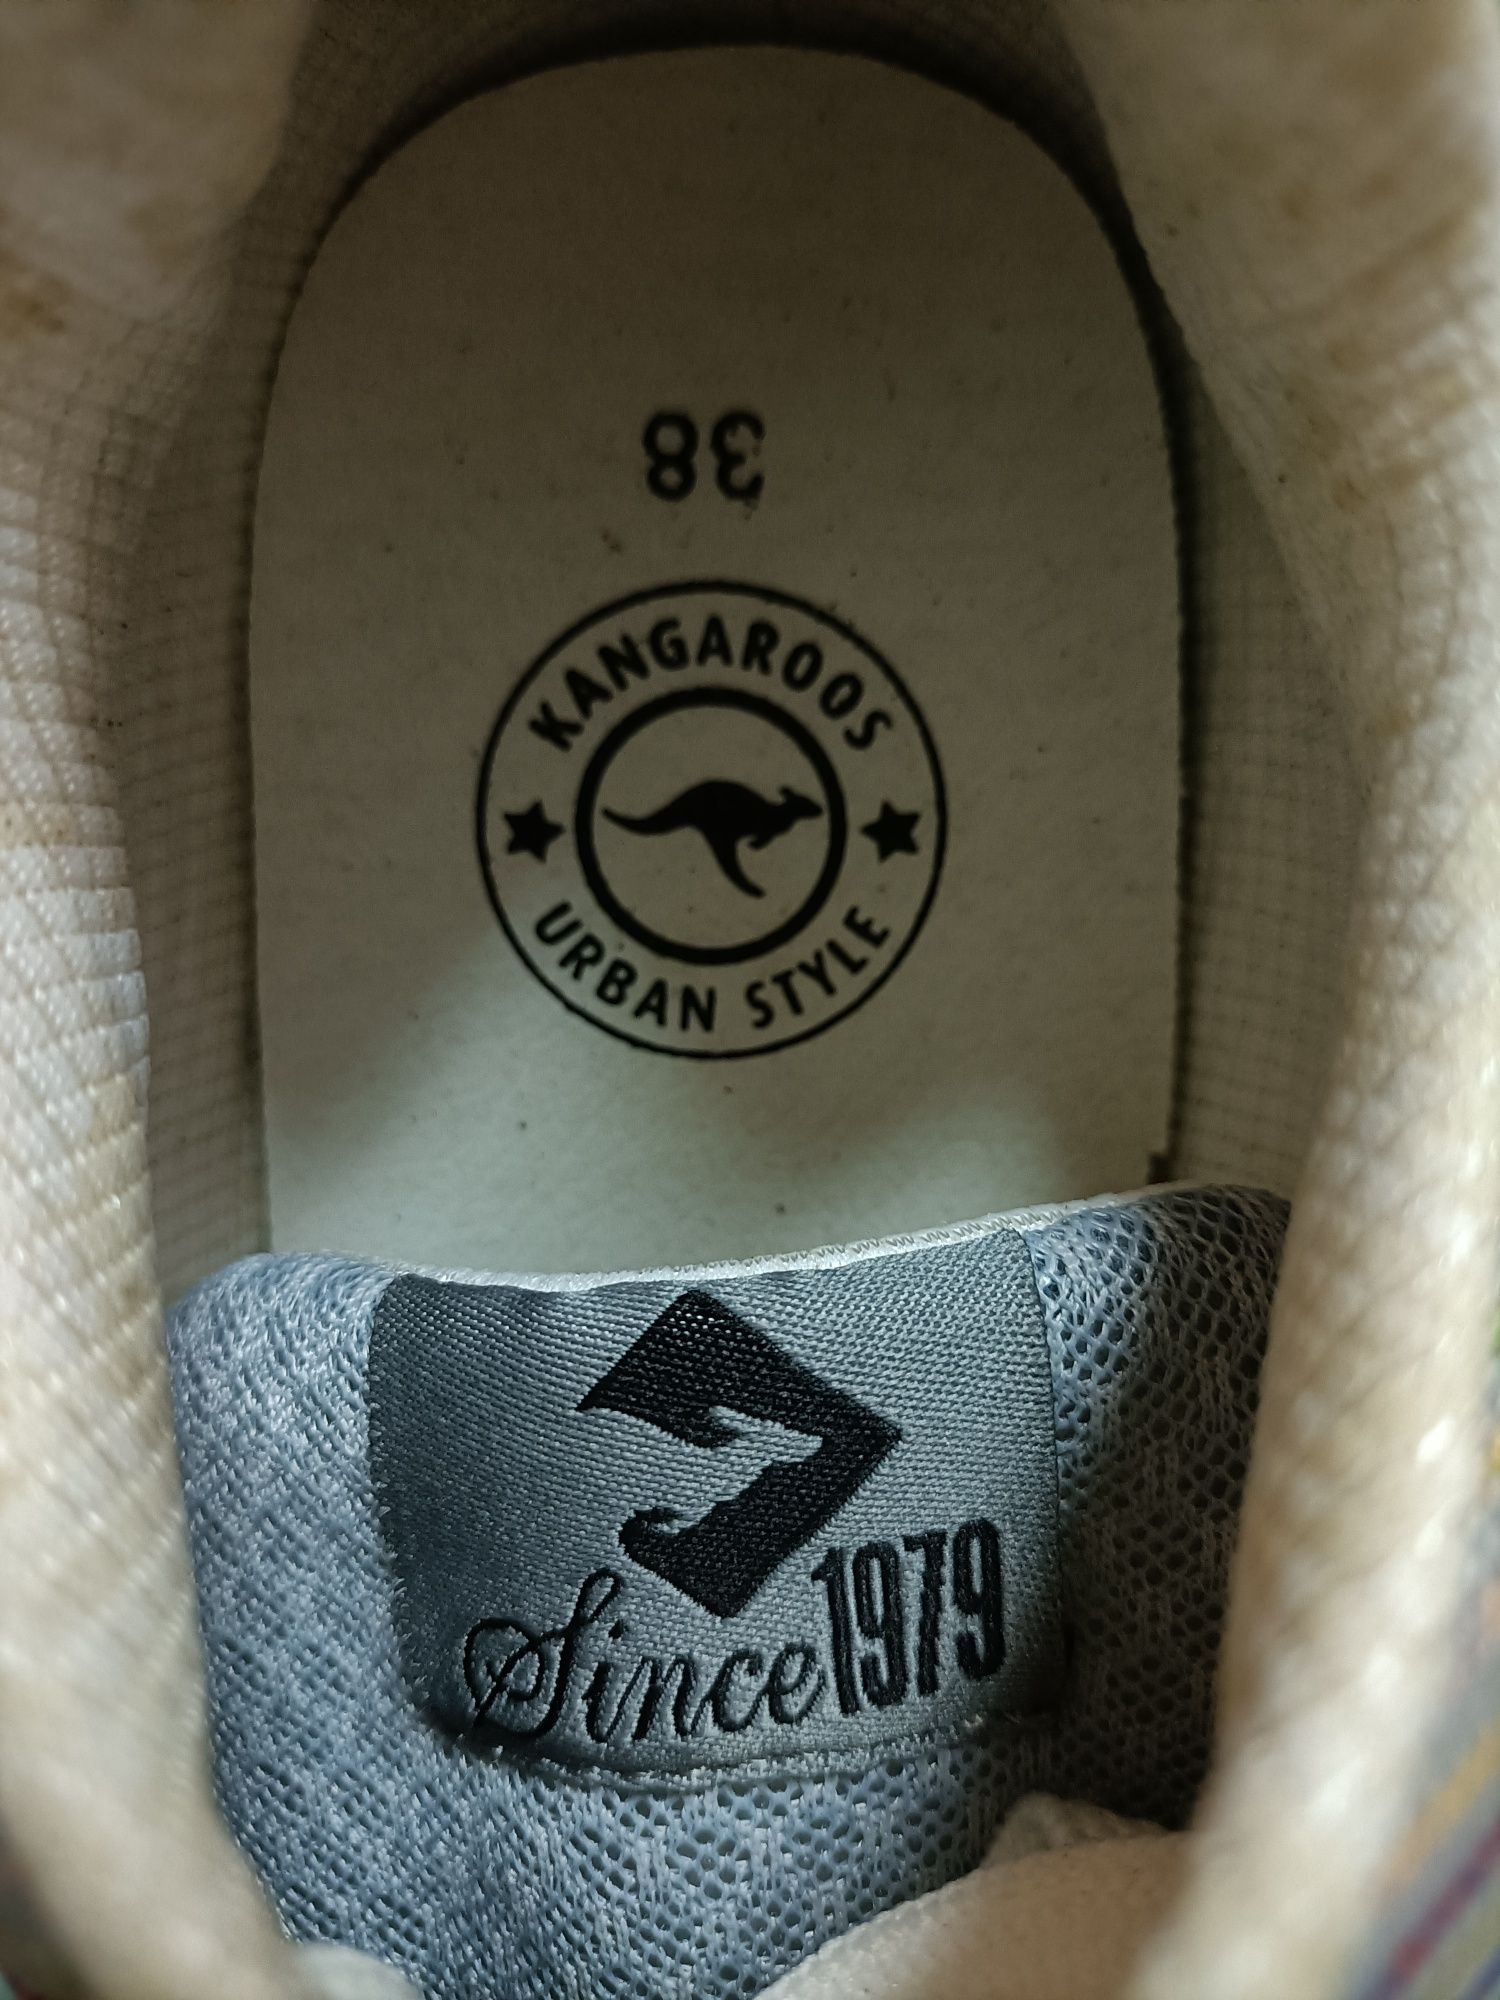 38
KANGAROOS
URBAN STYLE
Since 1979